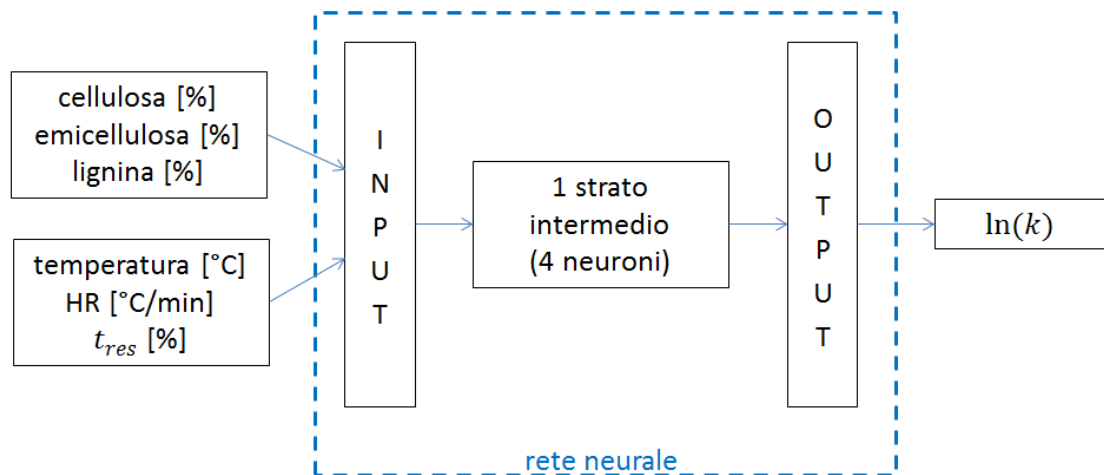 cellulosa [%]
emicellulosa [%]
lignina [%]
temperatura [°C]
HR [°C/min]
t_res [%]
I
N
P
U
T
1 strato
intermedio
(4 neuroni)
O
U
T
P
U
T
ln(k)
rete neurale